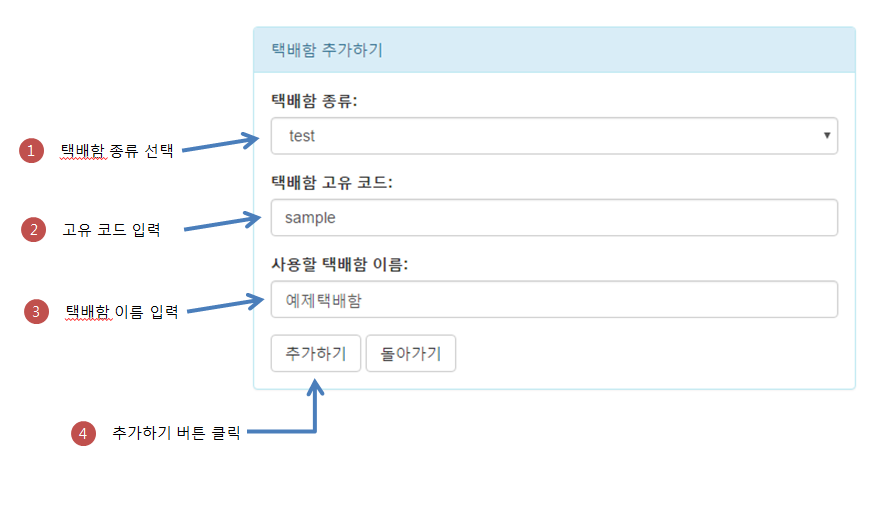 택배함 추가하기
택배함 종류:
test
1 택배함 종류 선택
택배함 고유 코드:
sample
2 고유 코드 입력
사용할 택배함 이름:
예제택배함
3 택배함 이름 입력
추가하기 돌아가기
4 추가하기 버튼 클릭